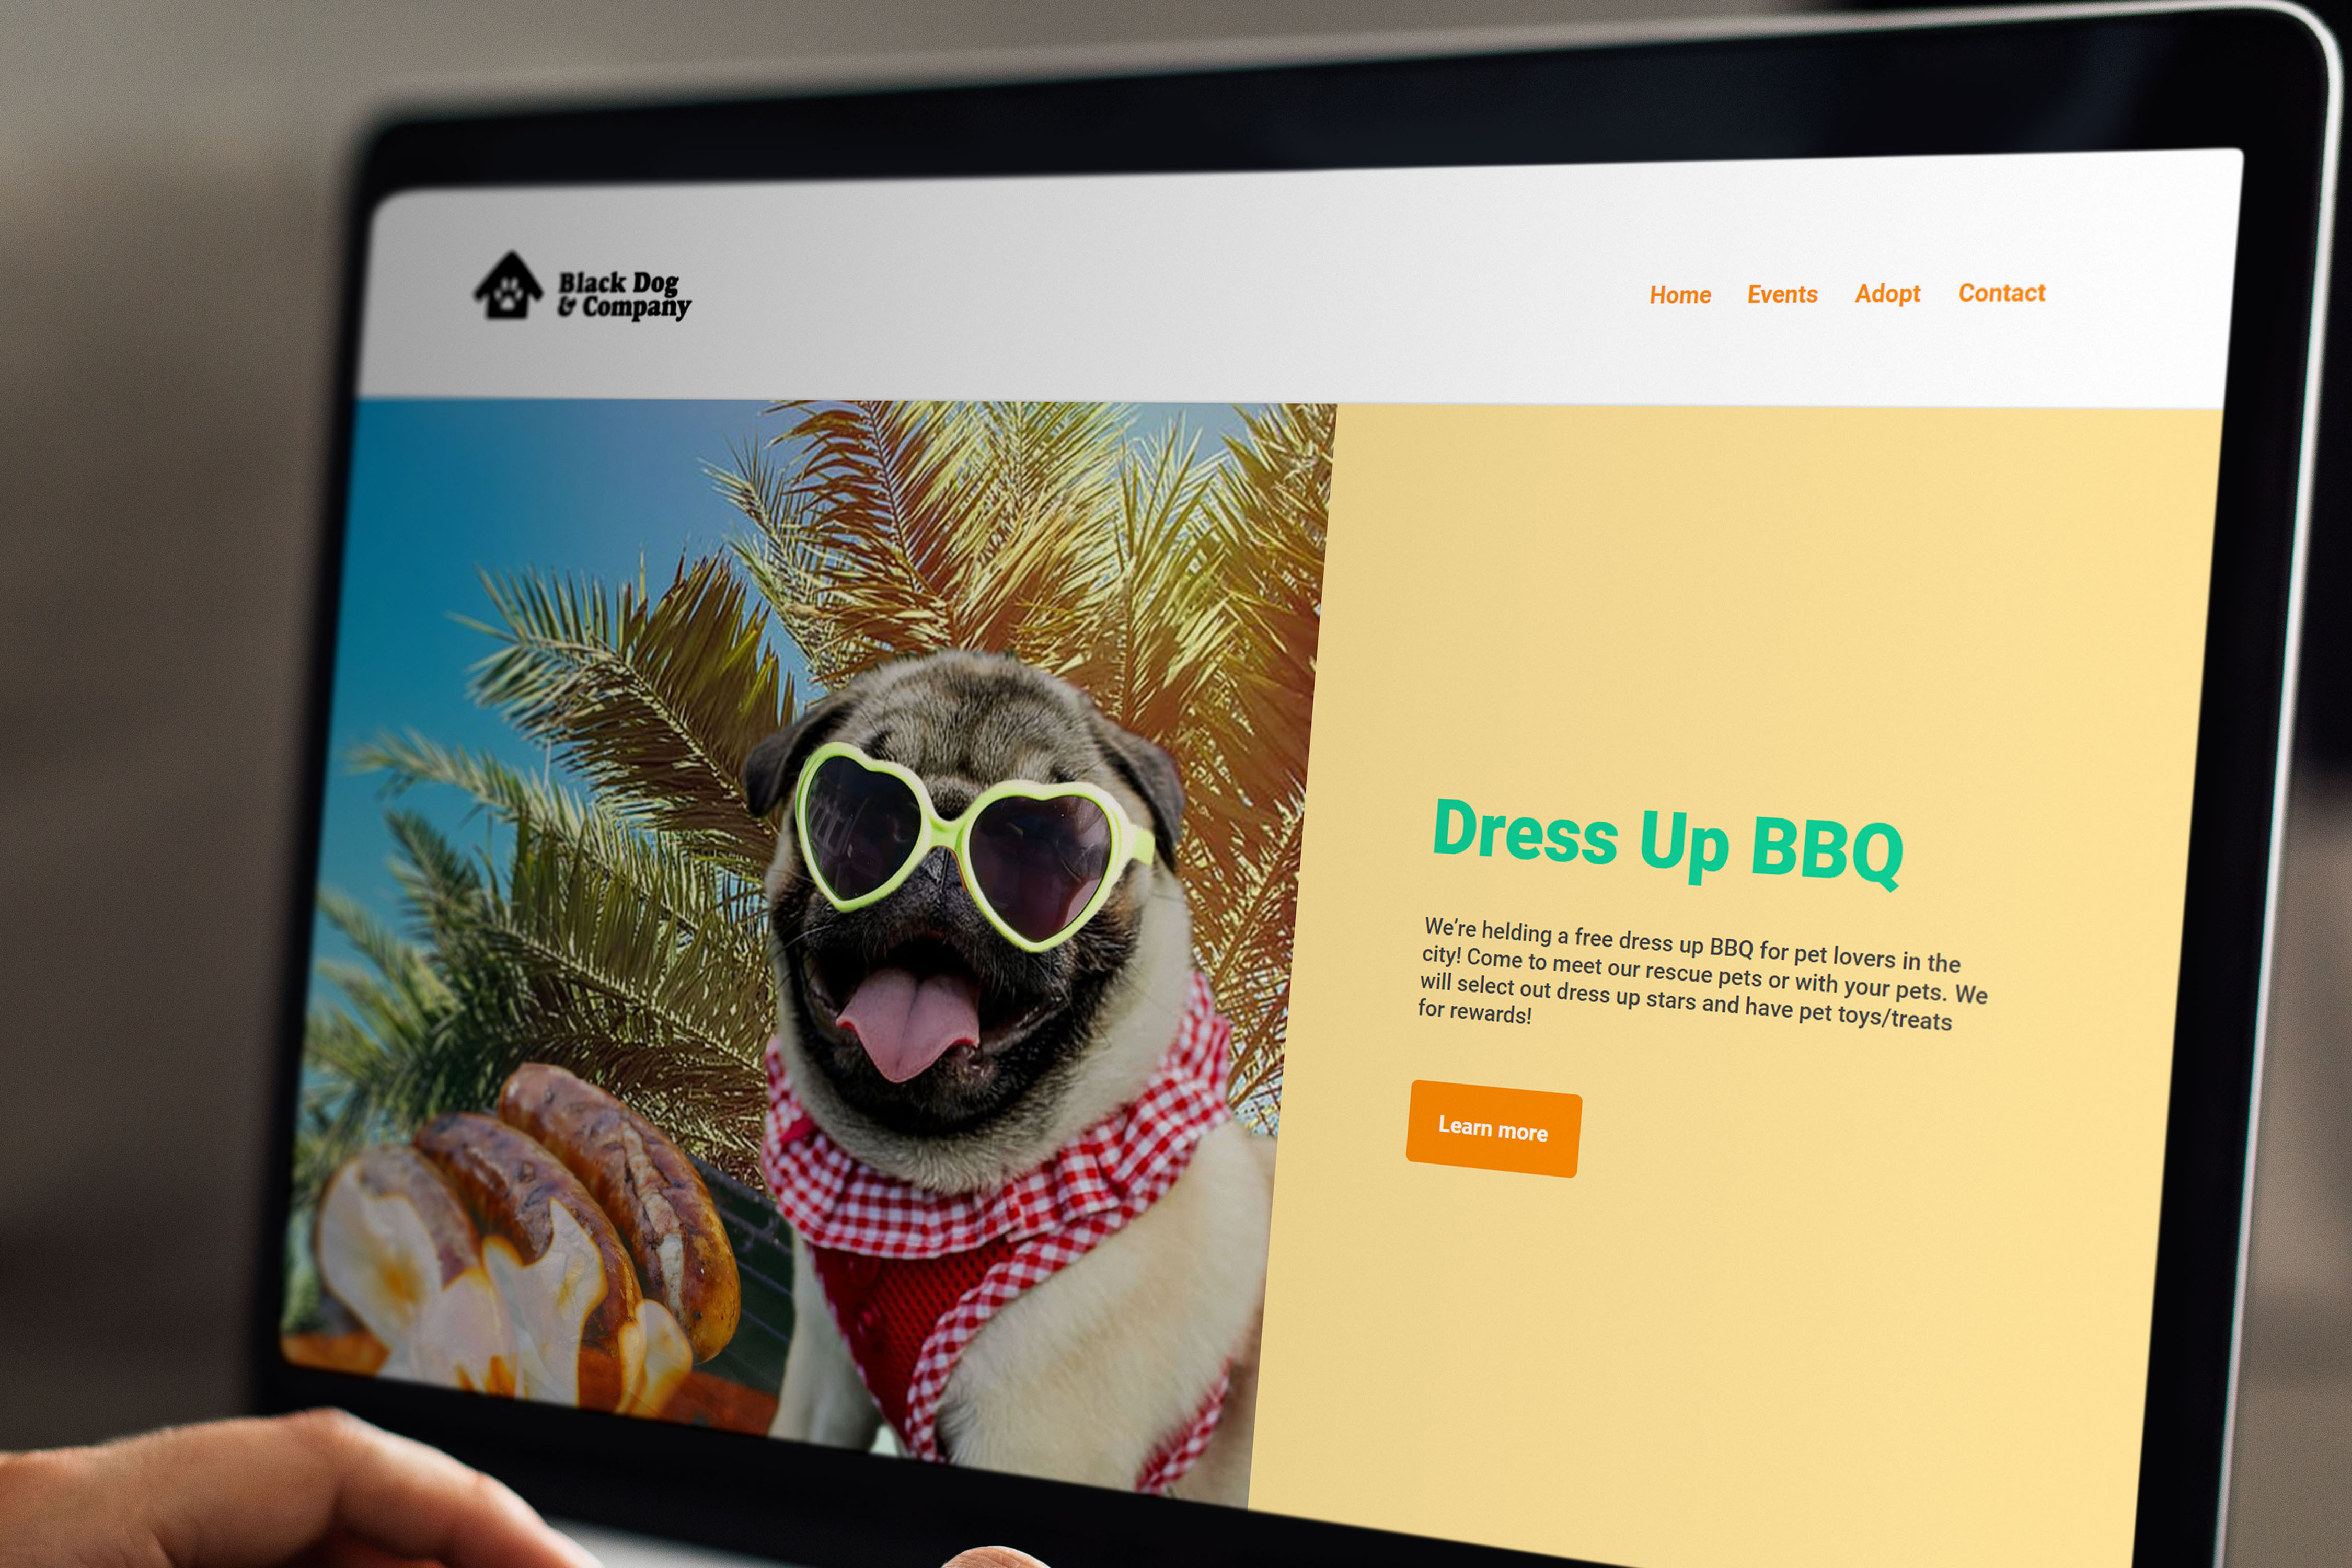 Black Dog
& Company
Home Events Adopt Contact
Dress Up BBQ
We're helding a free dress up BBQ for pet lovers in the
city! Come to meet our rescue pets or with your pets. We
will select out dress up stars and have pet toys/treats
for rewards!
Learn more